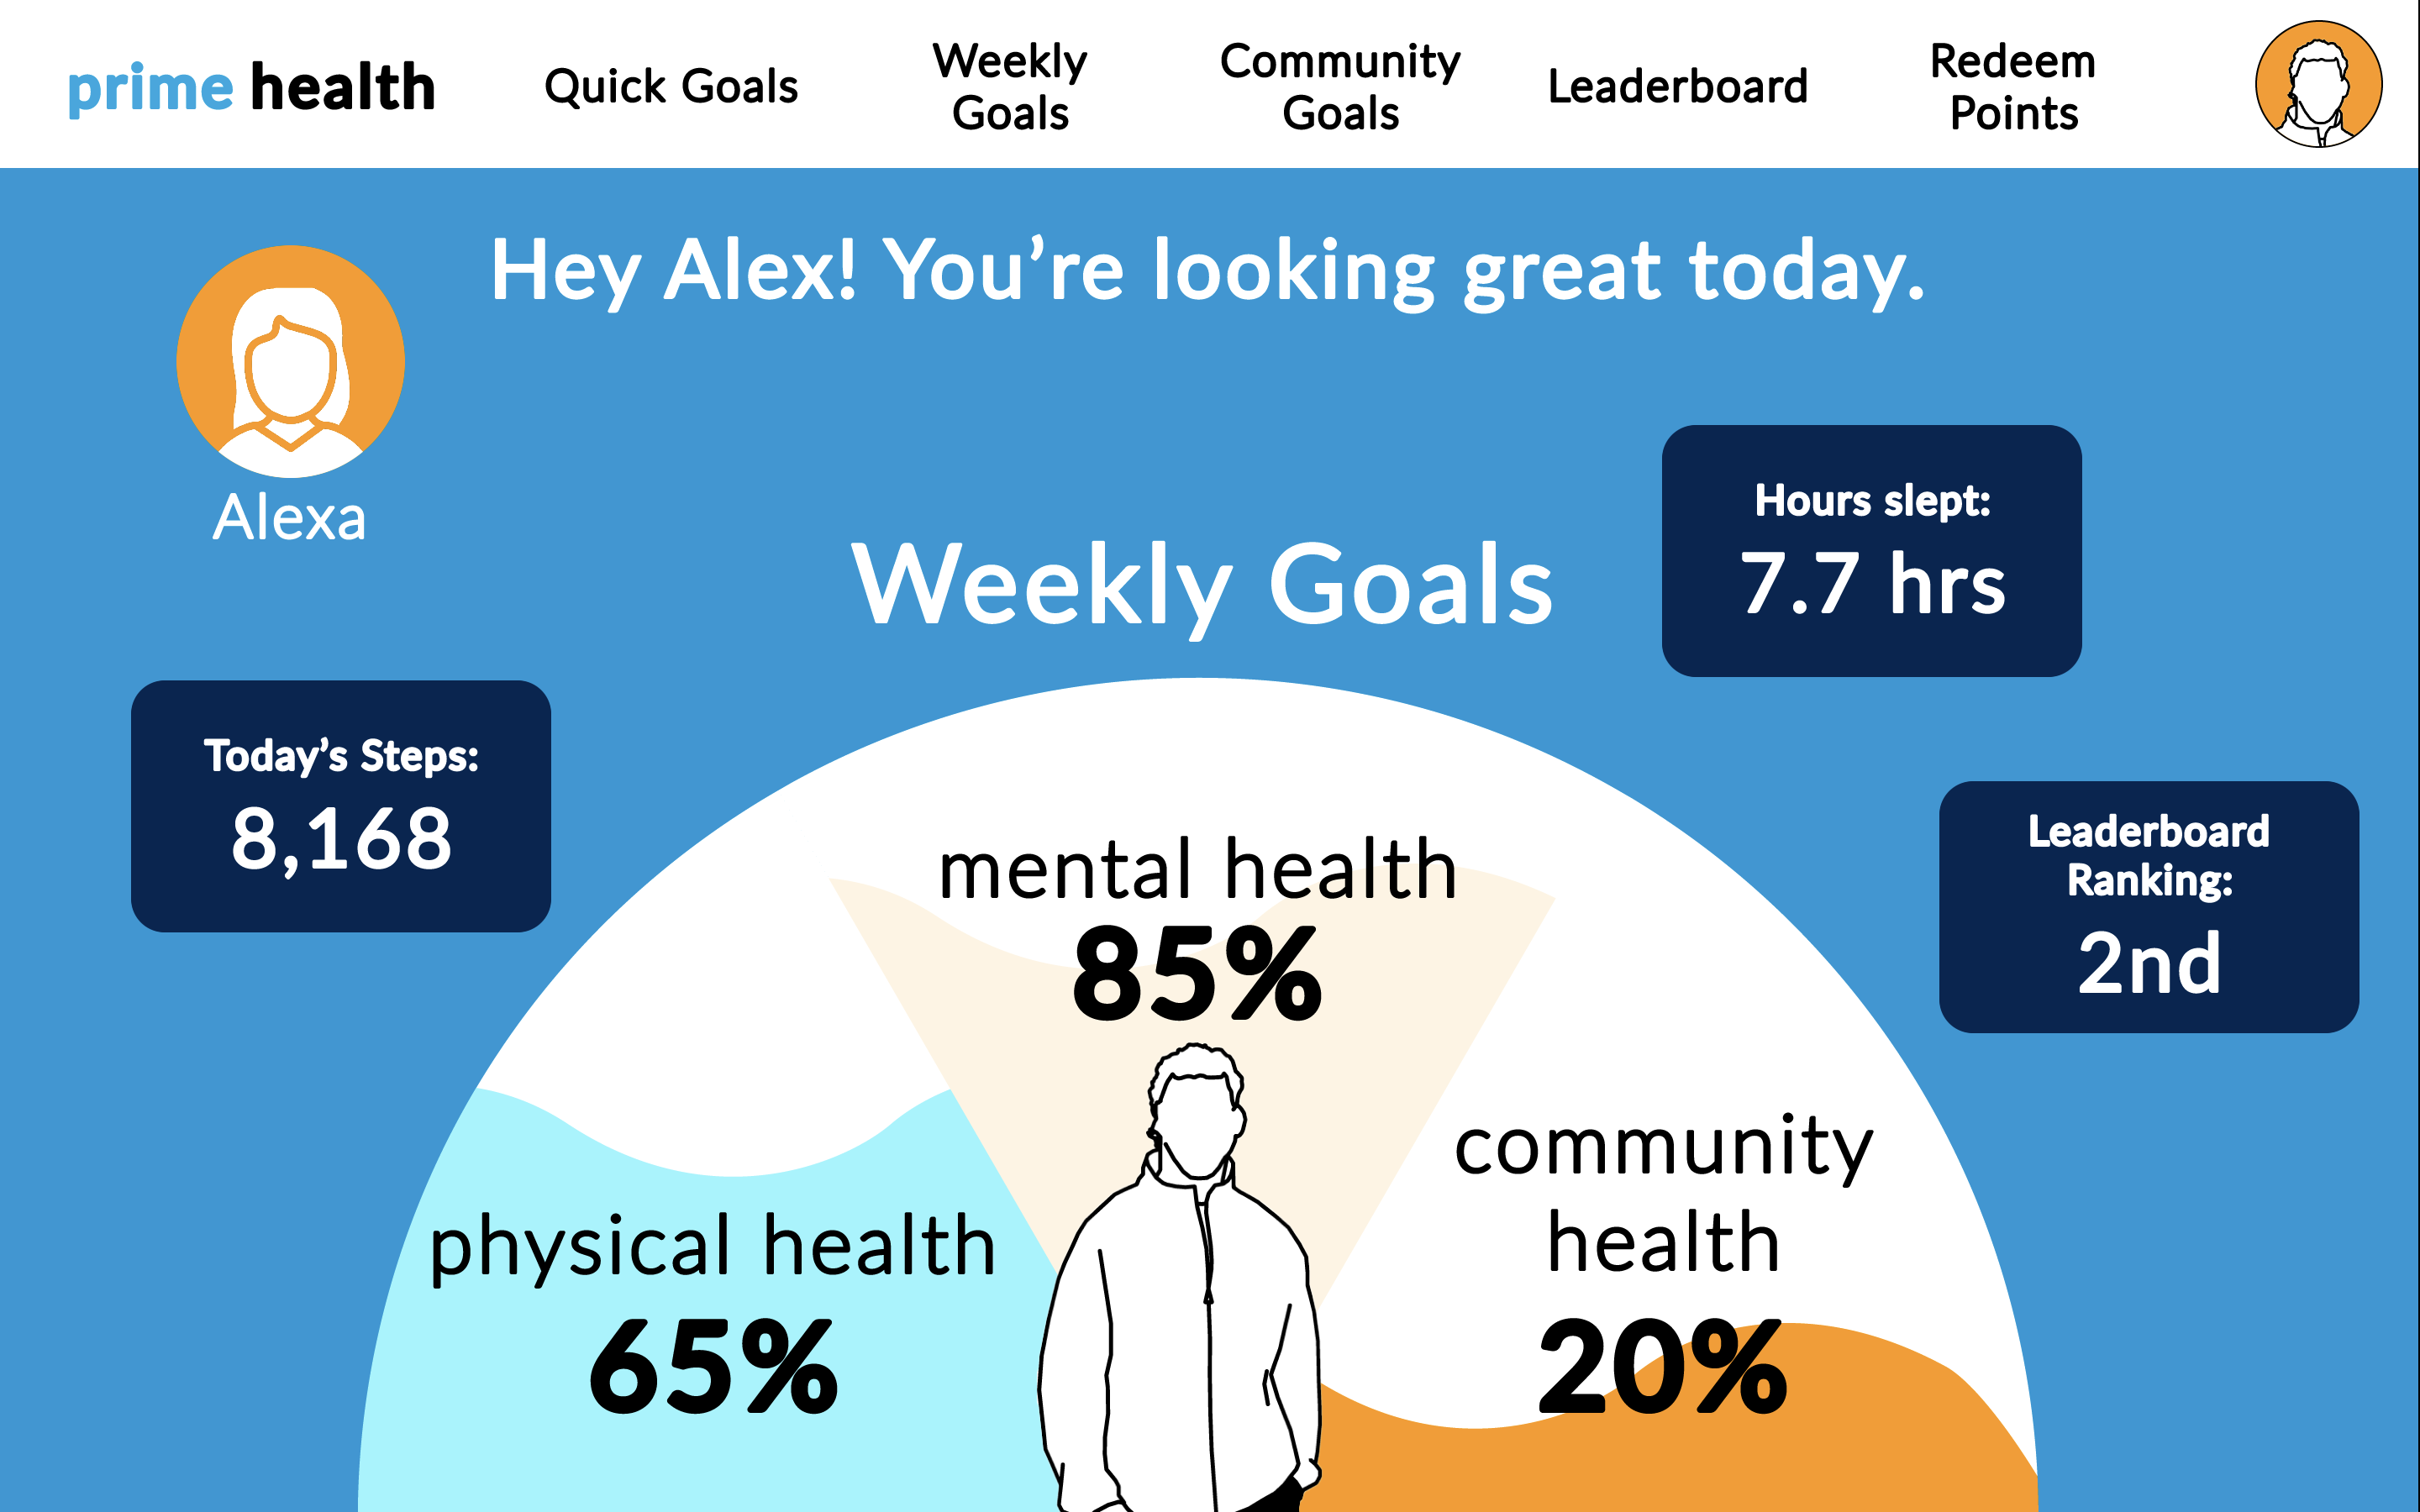 prime health
Quick Goals
Weekly
Goals
Community
Goals
Leaderboard
Redeem
Points
Hey Alex! You're looking great today.
Alexa
Weekly Goals
Hours slept:
7.7 hrs
Today's Steps:
8,168
Leaderboard
Ranking:
2nd
mental health
85%
physical health
65%
community
health
20%